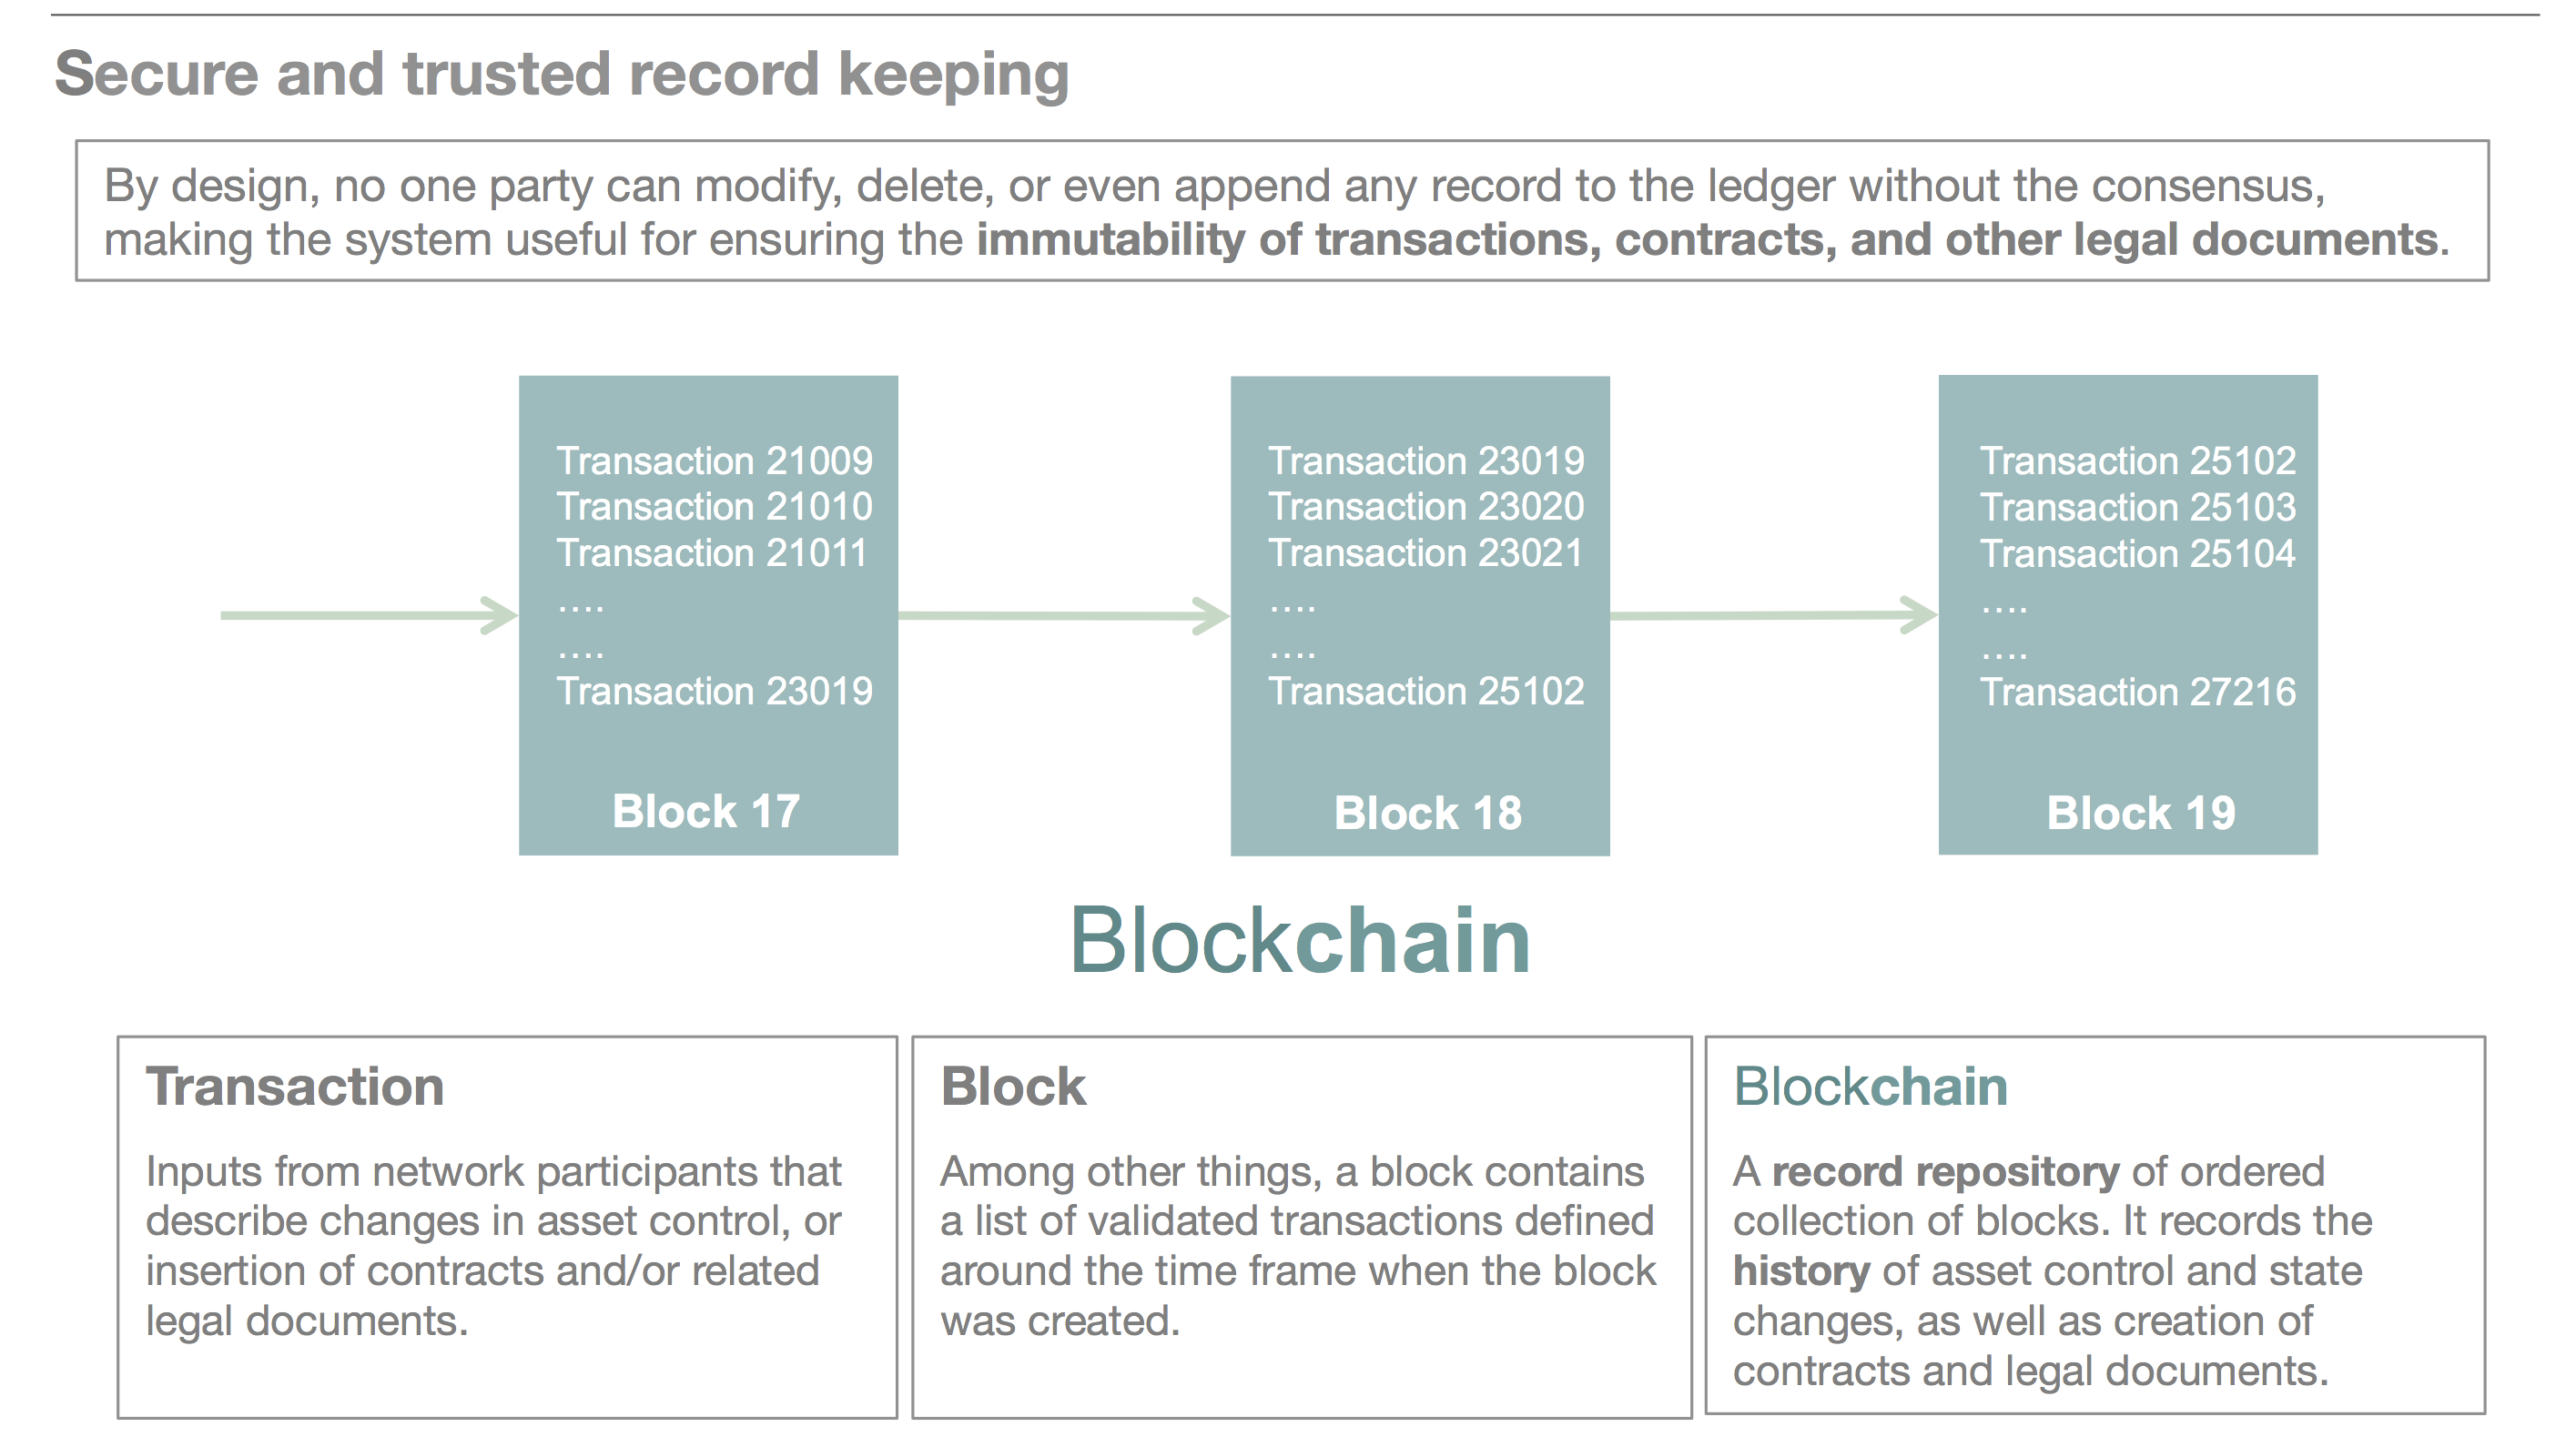 Secure and trusted record keeping
By design, no one party can modify, delete, or even append any record to the ledger without the consensus,
making the system useful for ensuring the immutability of transactions, contracts, and other legal documents.
Transaction 21009
Transaction 21010
Transaction 21011
....
....
Transaction 23019
Block 17
Transaction 23019
Transaction 23020
Transaction 23021
....
....
Transaction 25102
Block 18
Transaction 25102
Transaction 25103
Transaction 25104
....
....
Transaction 27216
Block 19
Blockchain
Transaction
Inputs from network participants that
describe changes in asset control, or
insertion of contracts and/or related
legal documents.
Block
Among other things, a block contains
a list of validated transactions defined
around the time frame when the block
was created.
Blockchain
A record repository of ordered
collection of blocks. It records the
history of asset control and state
changes, as well as creation of
contracts and legal documents.